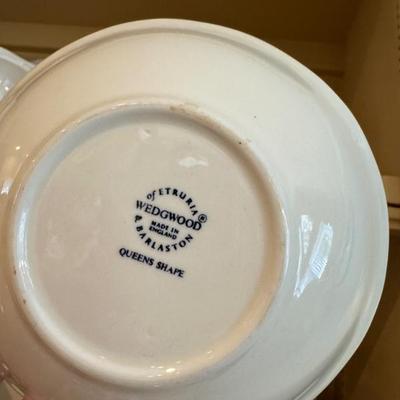 of ETRURIA
WEDGWOOD®
MADE IN
ENGLAND
& BARLASTON
QUEENS SHAPE